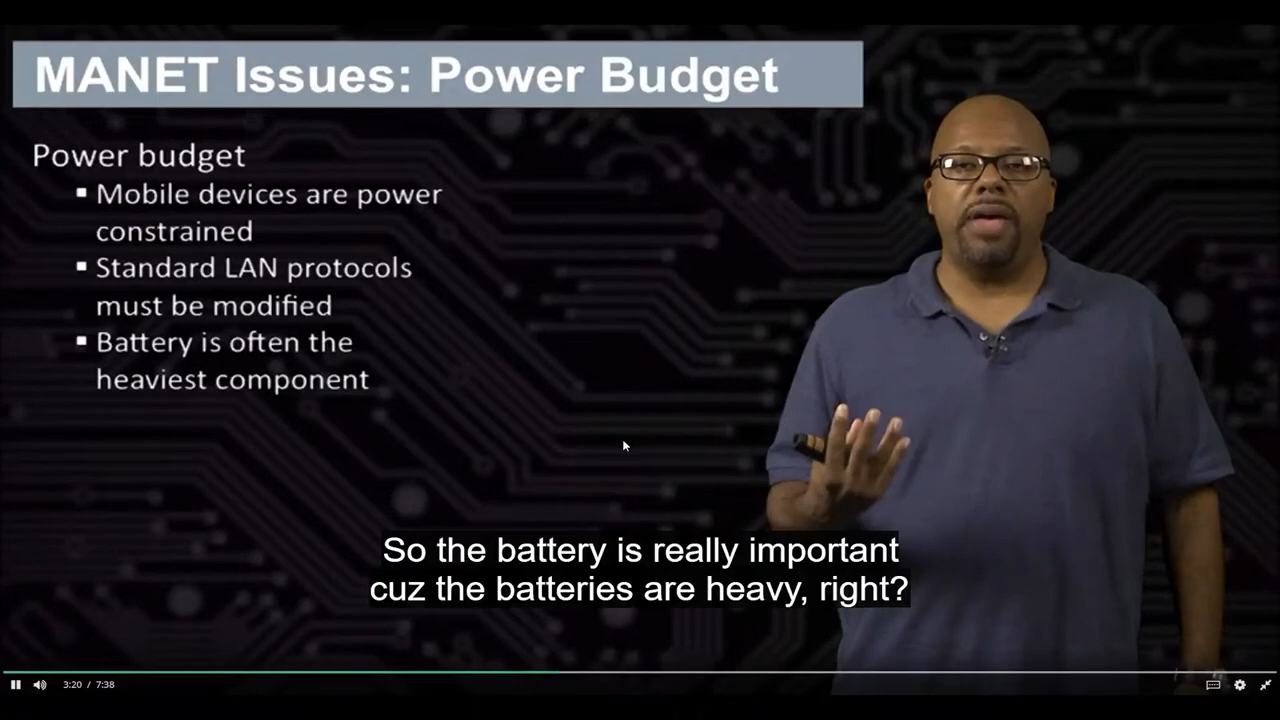 MANET Issues: Power Budget
Power budget
▪ Mobile devices are power
constrained
▪ Standard LAN protocols
must be modified
▪ Battery is often the
heaviest component
So the battery is really important
cuz the batteries are heavy, right?
3:20 / 7:38